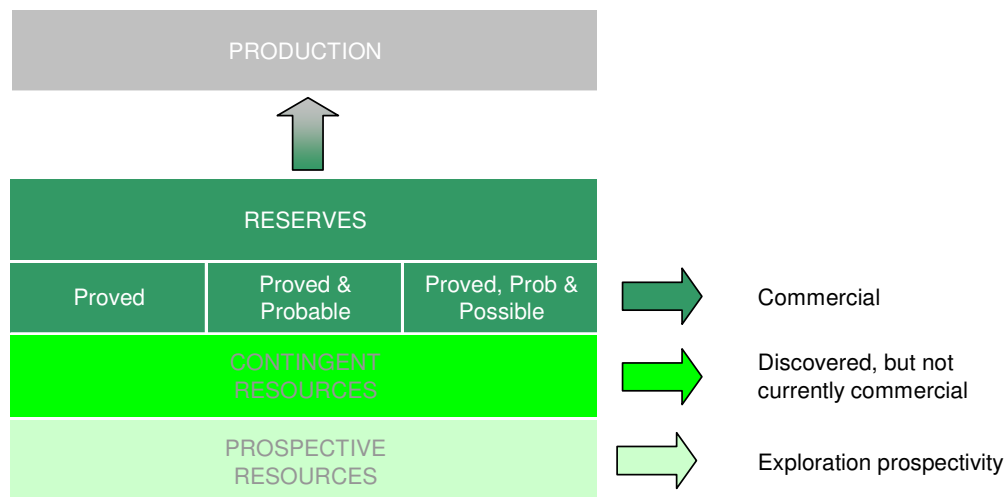 PRODUCTION
RESERVES
Proved
Proved &
Probable
Proved, Prob &
Possible
Commercial
CONTINGENT
RESOURCES
Discovered, but not
currently commercial
PROSPECTIVE
RESOURCES
Exploration prospectivity